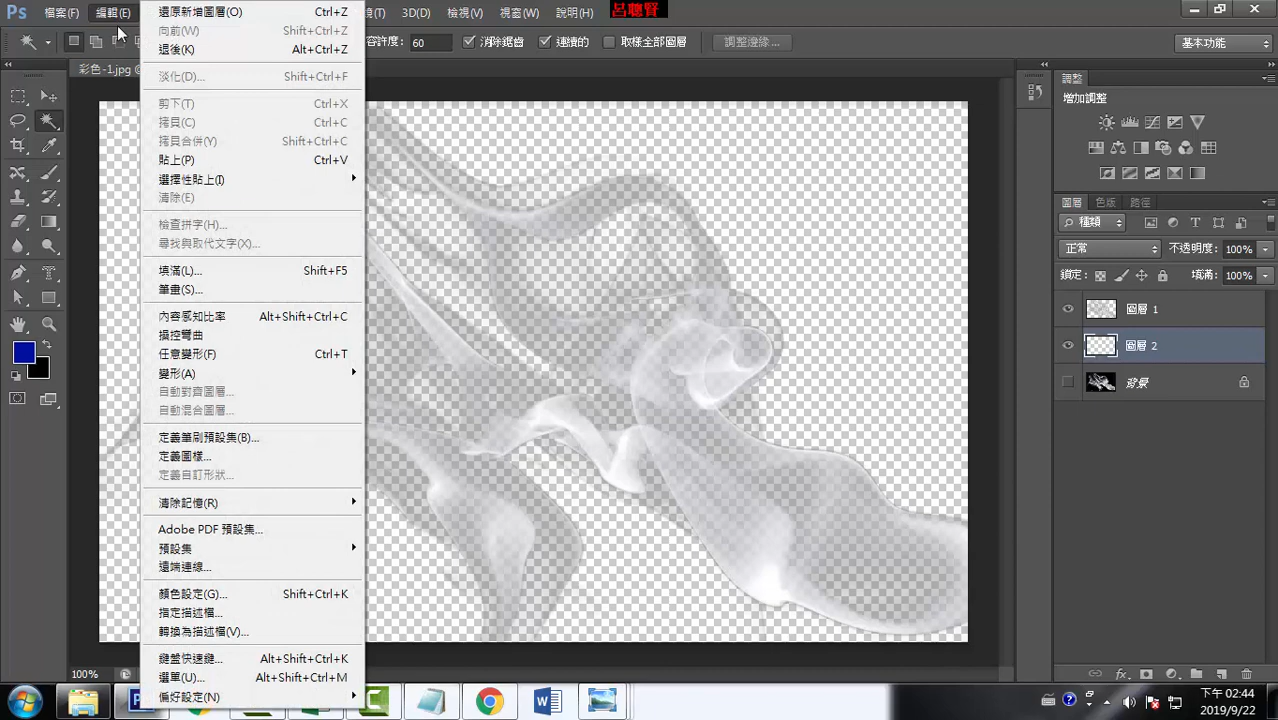 Ps 檔案(F) 編輯(E) (T) 3D(D) 檢視(V) 視窗(W) 說明(H) 呂聰賢
容許度: 60 消除鋸齒 連續的 取樣全部圖層 調整邊緣... 基本功能
彩色-1.jpg @
還原新增圖層(O) Ctrl+Z
向前(W) Shift+Ctrl+Z
退後(K) Alt+Ctrl+Z
淡化(D)... Shift+Ctrl+F
剪下(T) Ctrl+X
拷貝(C) Ctrl+C
拷貝合併(Y) Shift+Ctrl+C
貼上(P) Ctrl+V
選擇性貼上(I)
清除(E)
檢查拼字(H)...
尋找與取代文字(X)...
填滿(L)... Shift+F5
筆畫(S)...
內容感知比率 Alt+Shift+Ctrl+C
操控彎曲
任意變形(F) Ctrl+T
變形(A)
自動對齊圖層...
自動混合圖層...
定義筆刷預設集(B)...
定義圖樣...
定義自訂形狀...
清除記憶(R)
Adobe PDF 預設集...
預設集
遠端連線...
顏色設定(G)... Shift+Ctrl+K
指定描述檔...
轉換為描述檔(V)...
鍵盤快速鍵... Alt+Shift+Ctrl+K
選單(U)... Alt+Shift+Ctrl+M
偏好設定(N)
調整
增加調整
圖層 色版 路徑
種類
正常 不透明度: 100%
鎖定: 填滿: 100%
圖層 1
圖層 2
背景
100%
下午 02:44
2019/9/22